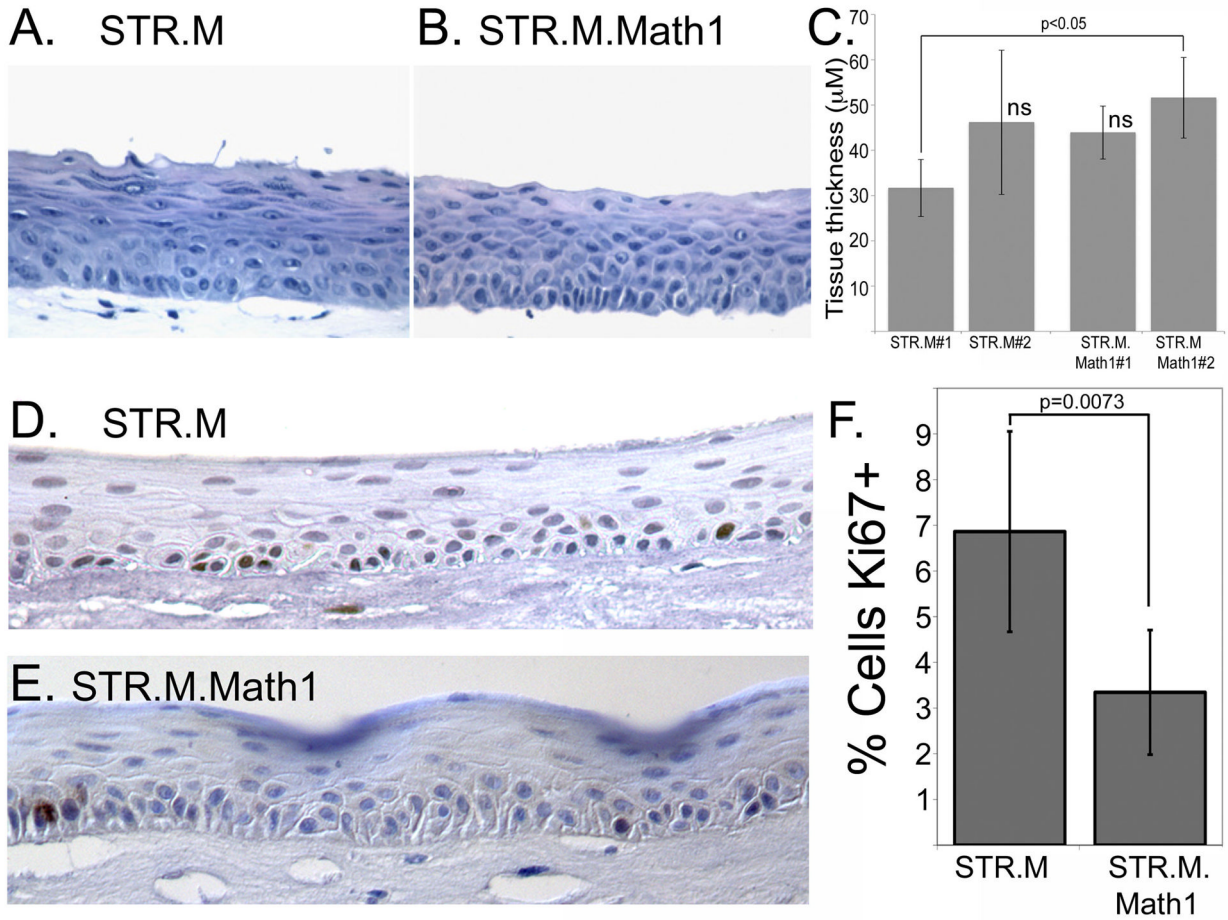 A. STR.M
B. STR.M.Math1
C.
Tissue thickness (μM)
70
60
50
40
30
20
10
p<0.05
ns
ns
STR.M#1
STR.M#2
STR.M.
Math1#1
STR.M
Math1#2
D. STR.M
E. STR.M.Math1
F.
% Cells Ki67+
9
8
7
6
5
4
3
2
1
p=0.0073
STR.M
STR.M.
Math1